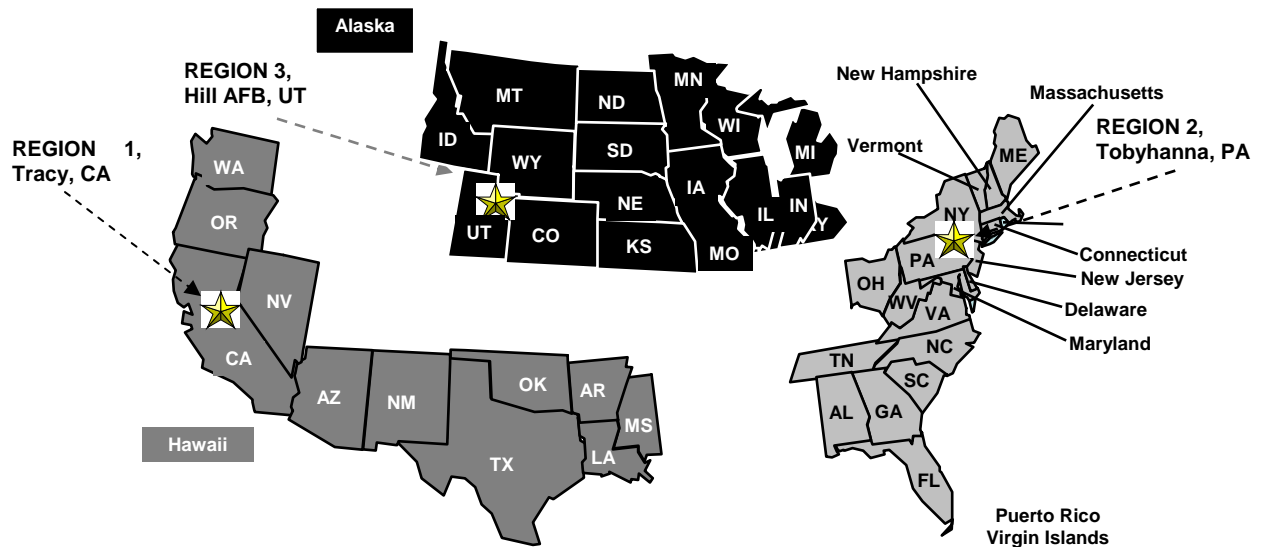 Alaska
REGION 3,
Hill AFB, UT
REGION 1,
Tracy, CA
REGION 2,
Tobyhanna, PA
New Hampshire
Massachusetts
Vermont
ME
NY
Connecticut
New Jersey
Delaware
Maryland
PA
OH
WV
VA
NC
TN
SC
AL
GA
FL
Puerto Rico
Virgin Islands
MT
ND
MN
ID
WI
SD
WY
MI
IA
NE
IL
IN
UT
CO
KS
MO
WA
OR
NV
CA
AZ
NM
OK
AR
MS
LA
TX
Hawaii